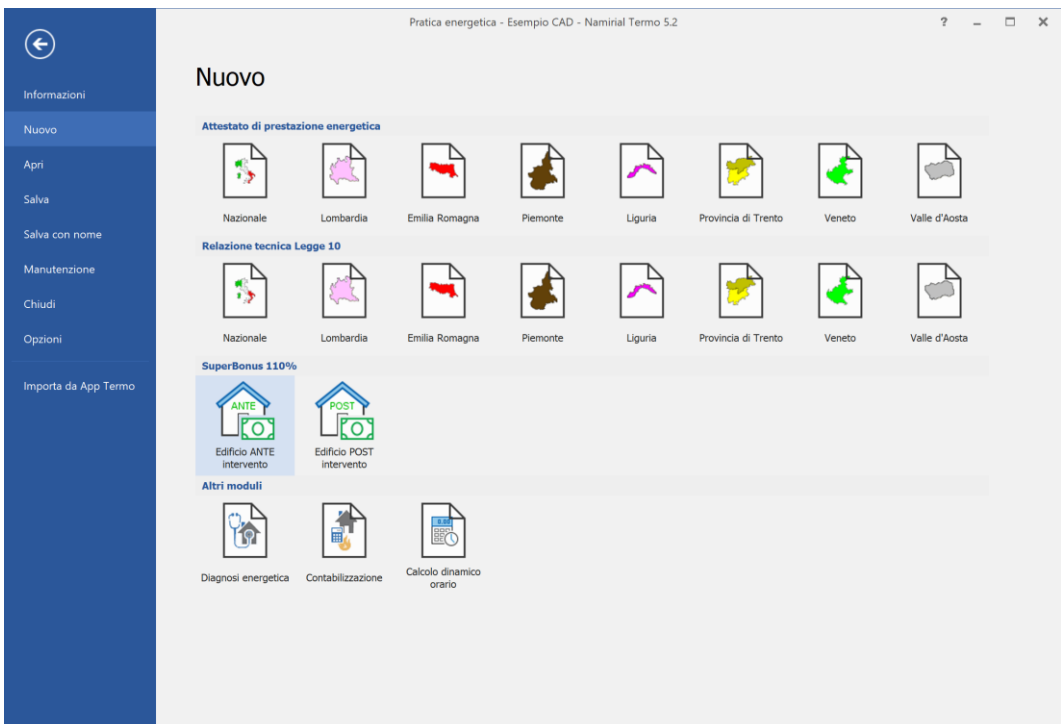 Pratica energetica - Esempio CAD - Namirial Termo 5.2
?
Nuovo
Informazioni
Nuovo
Apri
Salva
Salva con nome
Manutenzione
Chiudi
Opzioni
Importa da App Termo
Attestato di prestazione energetica
Nazionale Lombardia Emilia Romagna Piemonte Liguria Provincia di Trento Veneto Valle d'Aosta
Relazione tecnica Legge 10
Nazionale Lombardia Emilia Romagna Piemonte Liguria Provincia di Trento Veneto Valle d'Aosta
SuperBonus 110%
ANTE POST
Edificio ANTE intervento
Edificio POST intervento
Altri moduli
0.00
Diagnosi energetica Contabilizzazione Calcolo dinamico orario